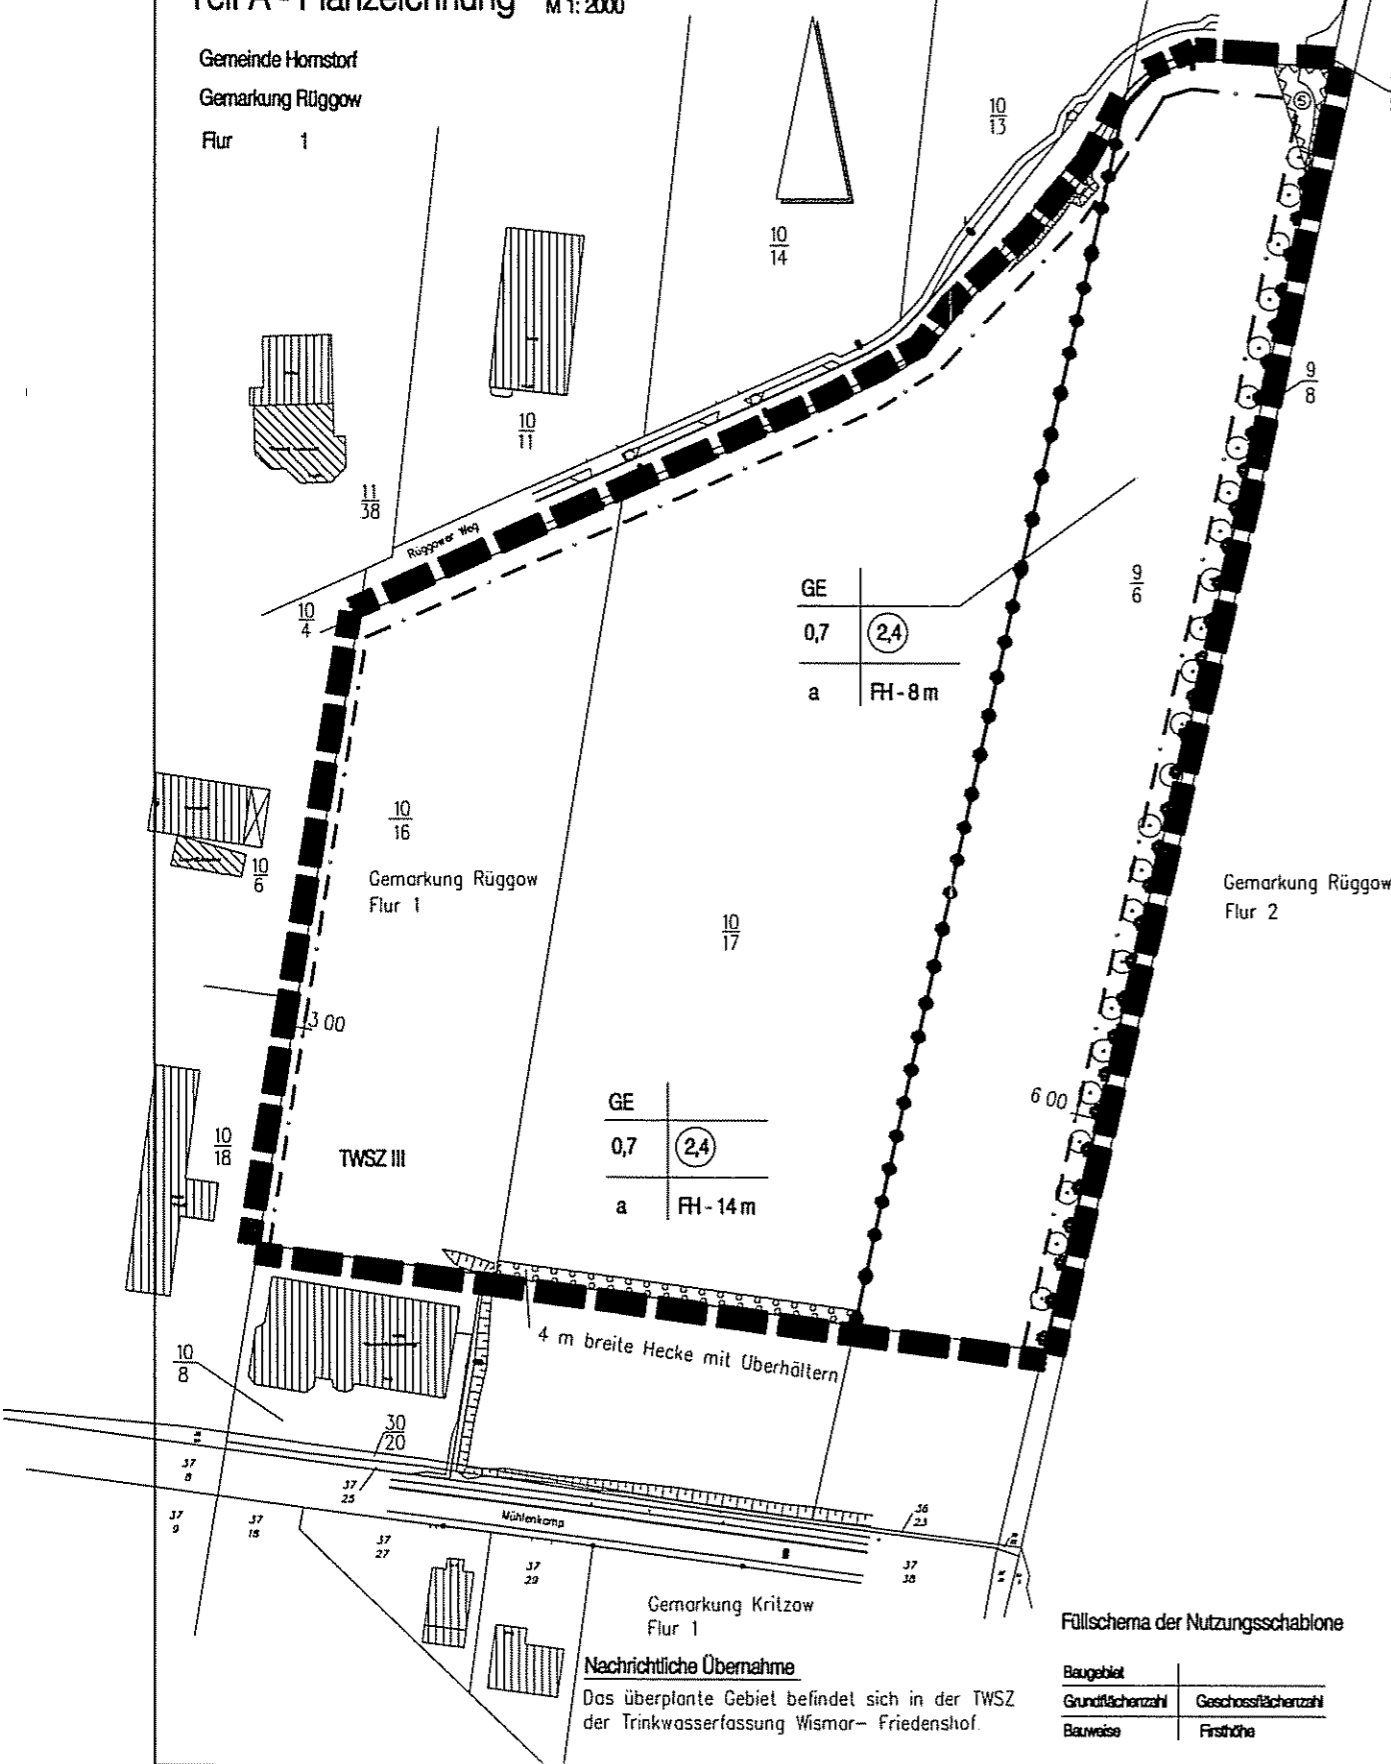 Teil A - Planzeichnung M 1: 2000
Gemeinde Hornstorf
Gemarkung Rüggow
Flur 1
10
13
10
14
10
11
11
38
Rüggower Weg
S
9
8
10
4
GE
0,7 2,4
a FH - 8 m
9
6
10
16
10
6
Gemarkung Rüggow
Flur 1
10
17
Gemarkung Rüggow
Flur 2
3 00
6 00
10
18
TWSZ III
GE
0,7 2,4
a FH - 14 m
4 m breite Hecke mit Überhältern
10
8
30
20
37
8
37
25
37
9
37
18
37
27
37
29
Mühlenkamp
36
23
37
38
Gemarkung Kritzow
Flur 1
Nachrichtliche Übernahme
Das überplante Gebiet befindet sich in der TWSZ
der Trinkwasserfassung Wismar- Friedenshof.
Füllschema der Nutzungsschablone
Baugebiet
Grundflächenzahl Geschossflächenzahl
Bauweise Firsthöhe